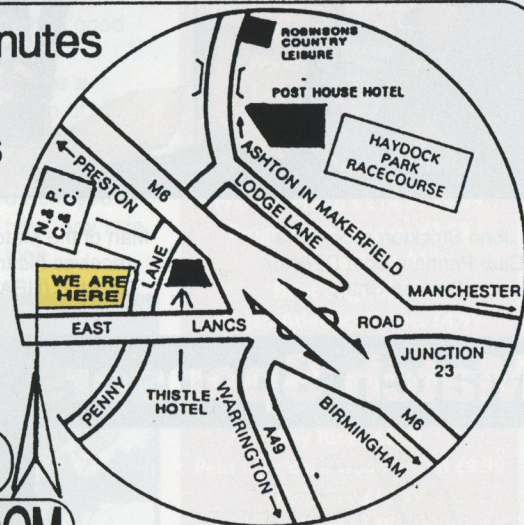 nutes
s
ROBINSONS
COUNTRY
LEISURE
POST HOUSE HOTEL
HAYDOCK
PARK
RACECOURSE
ASHTON IN MAKERFIELD
LODGE LANE
PRESTON
M6
N. & P.
C. & C.
LANE
WE ARE
HERE
MANCHESTER
EAST
LANCS
ROAD
JUNCTION
23
PENNY
THISTLE
HOTEL
WARRINGTON
A49
BIRMINGHAM
M6
OM